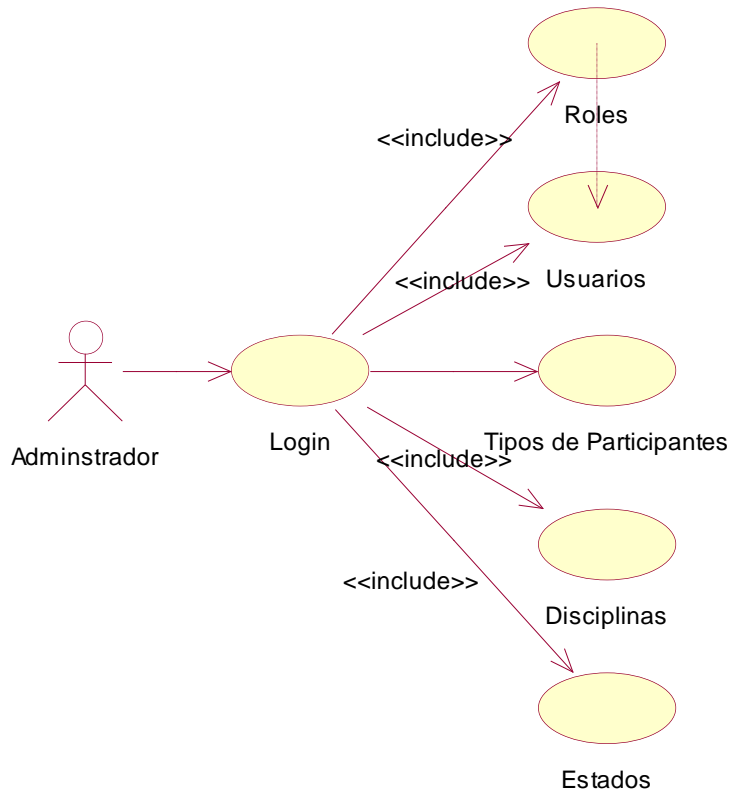 Roles
<<include>>
<<include>>
Usuarios
Adminstrador
Login
Tipos de Participantes
<<include>>
<<include>>
Disciplinas
Estados